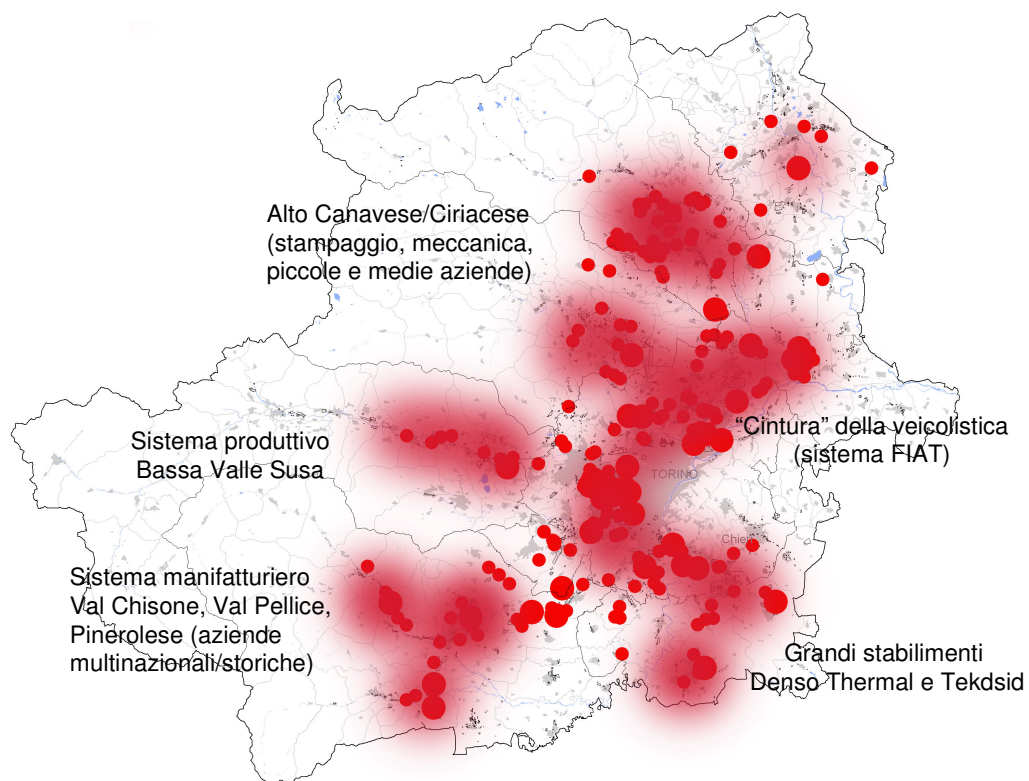 Alto Canavese/Ciriacese
(stampaggio, meccanica,
piccole e medie aziende)
"Cintura" della veicolistica
(sistema FIAT)
Sistema produttivo
Bassa Valle Susa
TORINO
Chieri
Sistema manifatturiero
Val Chisone, Val Pellice,
Pinerolese (aziende
multinazionali/storiche)
Grandi stabilimenti
Denso Thermal e Tekdsid